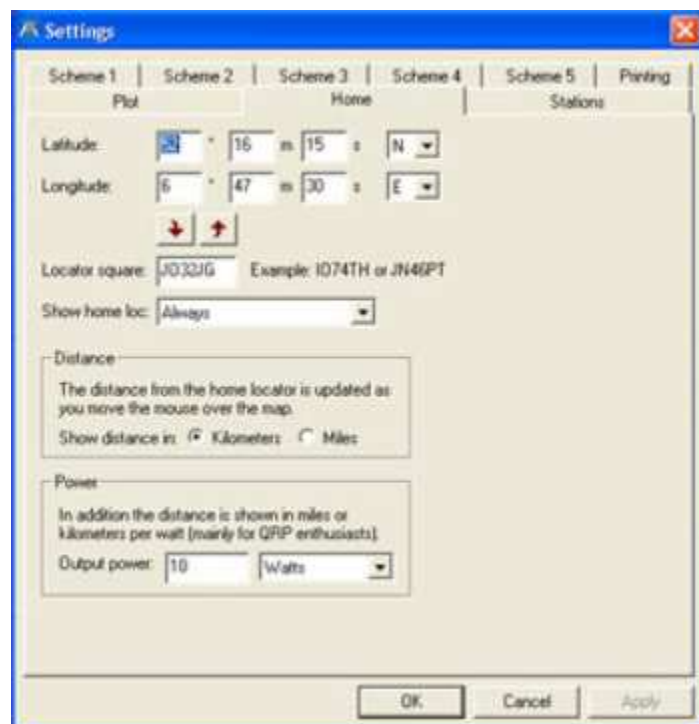 Settings
Scheme 1 Scheme 2 Scheme 3 Scheme 4 Scheme 5 Printing
Plot Home Stations
Latitude: ° 16 m 15 s N
Longitude: 6 ° 47 m 30 s E
Locator square: JO32JG Example: IO74TH or JN46PT
Show home loc: Always
Distance
The distance from the home locator is updated as
you move the mouse over the map.
Show distance in: Kilometers Miles
Power
In addition the distance is shown in miles or
kilometers per watt (mainly for QRP enthusiasts)
Output power: 10 Watts
OK Cancel Apply